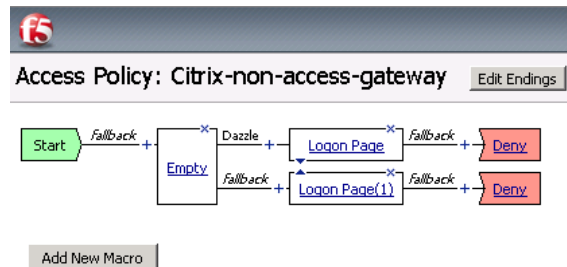 f5
Access Policy: Citrix-non-access-gateway Edit Endings
Start fallback + Empty × Dazzle + Logon Page × fallback + Deny
fallback + Logon Page(1) × fallback + Deny
Add New Macro